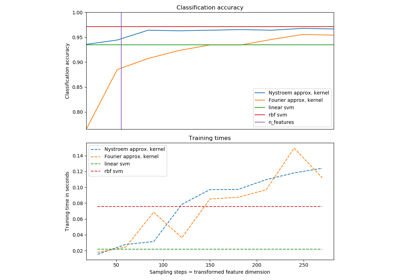 Classification accuracy
1.00
0.95
0.90
0.85
0.80
Classification accuracy
Nystroem approx. kernel
Fourier approx. kernel
linear svm
rbf svm
n_features
Training times
0.14
0.12
0.10
0.08
0.06
0.04
0.02
Training time in seconds
Nystroem approx. kernel
Fourier approx. kernel
linear svm
rbf svm
50
100
150
200
250
Sampling steps = transformed feature dimension